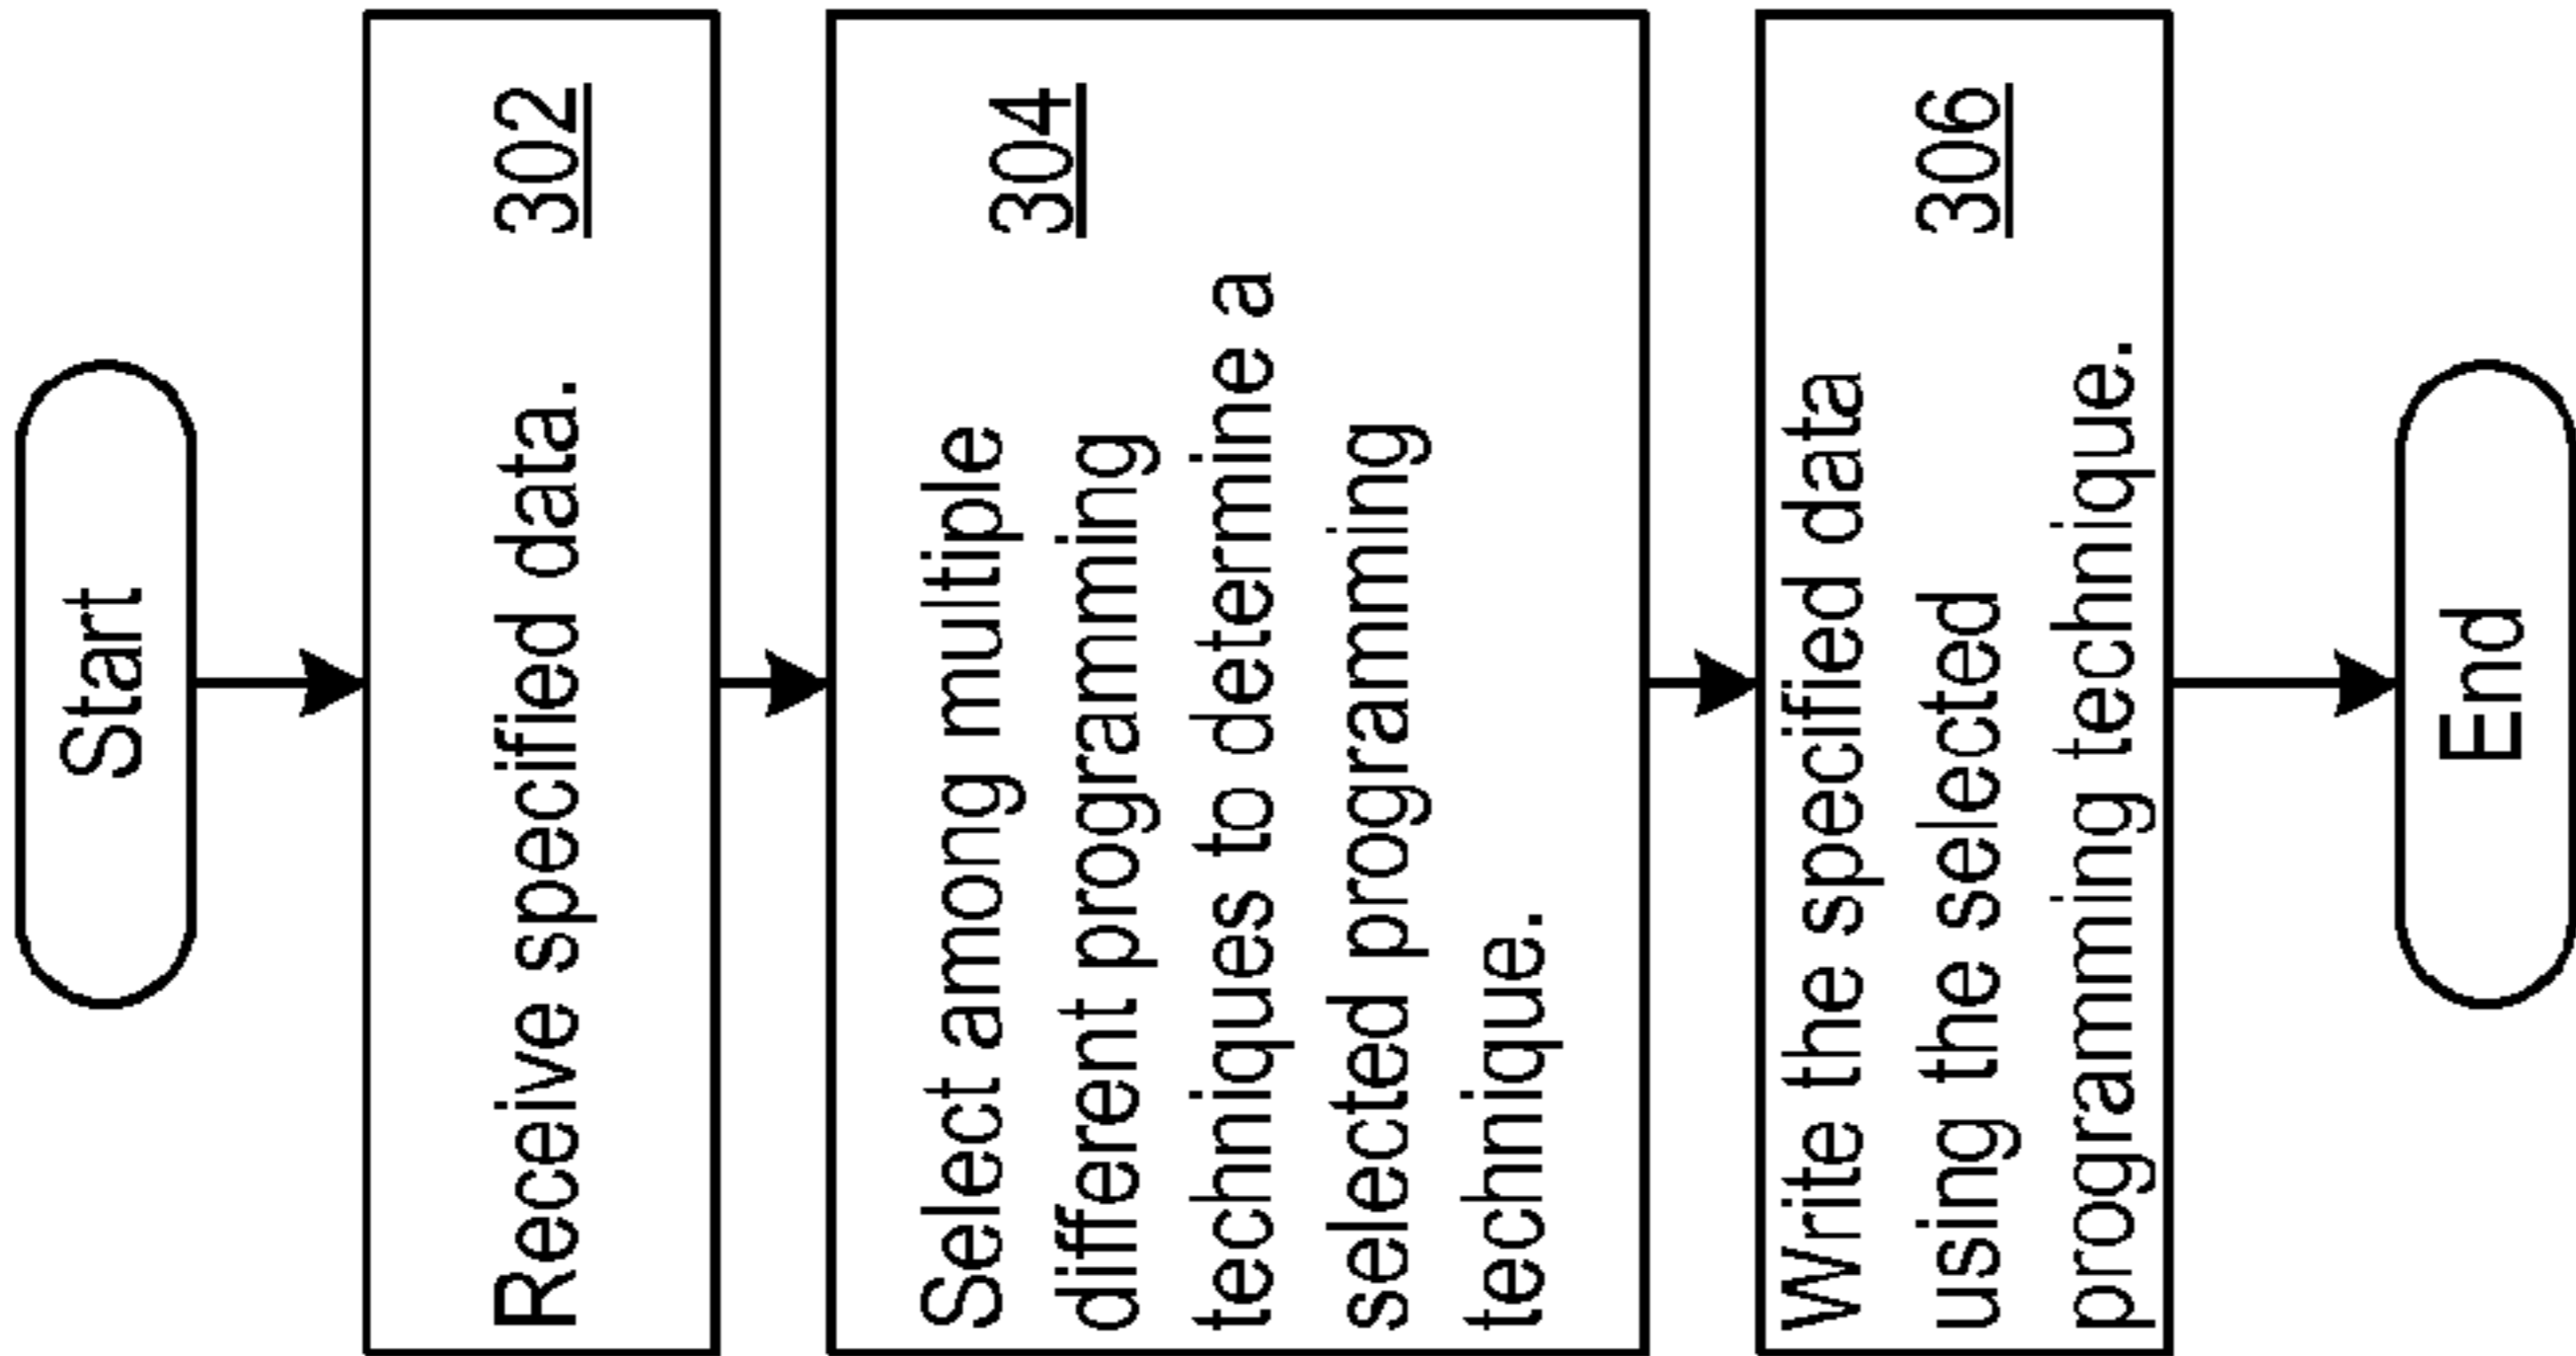 Start
Receive specified data. 302
Select among multiple 304
different programming
techniques to determine a
selected programming
technique.
Write the specified data
using the selected 306
programming technique.
End